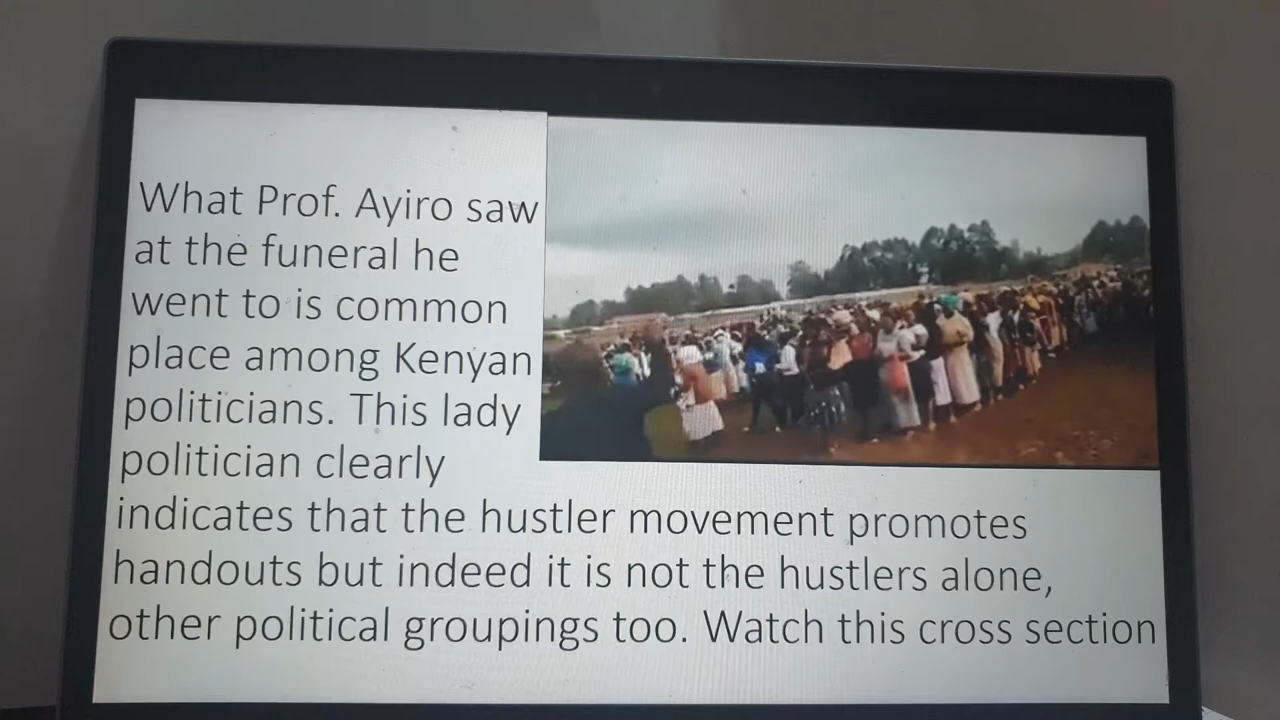 What Prof. Ayiro saw
at the funeral he
went to is common
place among Kenyan
politicians. This lady
politician clearly
indicates that the hustler movement promotes
handouts but indeed it is not the hustlers alone,
other political groupings too. Watch this cross section